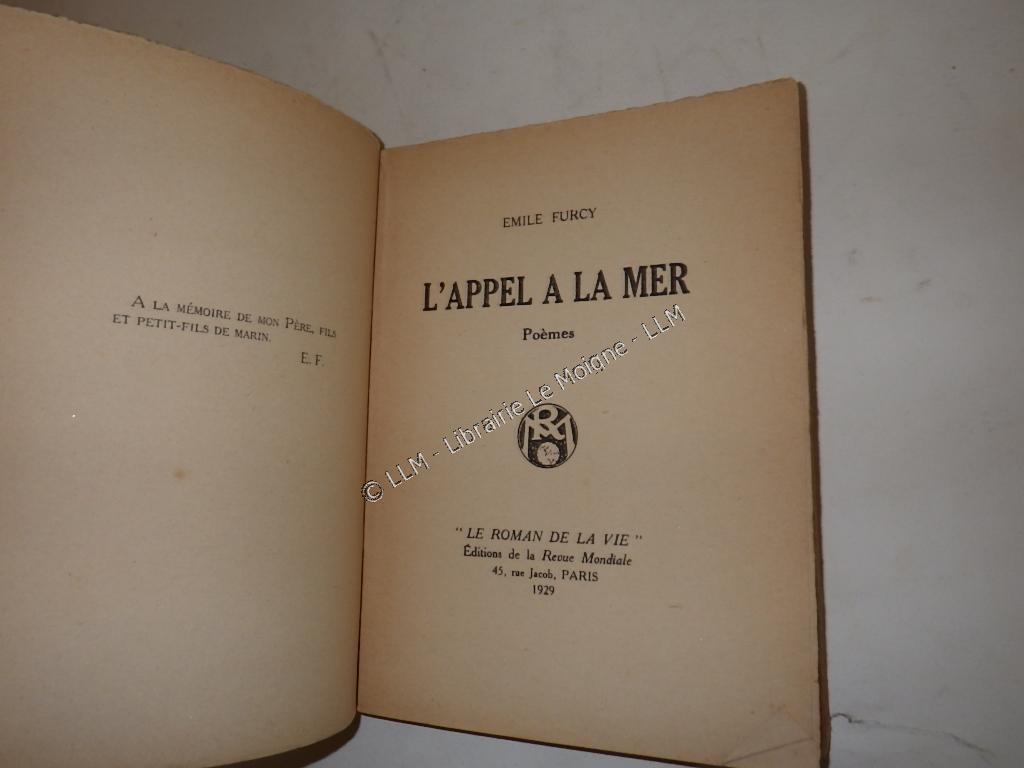 A LA MÉMOIRE DE MON PÈRE, FILS
ET PETIT-FILS DE MARIN.
E. F.
EMILE FURCY
L'APPEL A LA MER
Poèmes
RM
" LE ROMAN DE LA VIE "
Éditions de la Revue Mondiale
45, rue Jacob, PARIS
1929
© LLM - Librairie Le Moigne - LLM